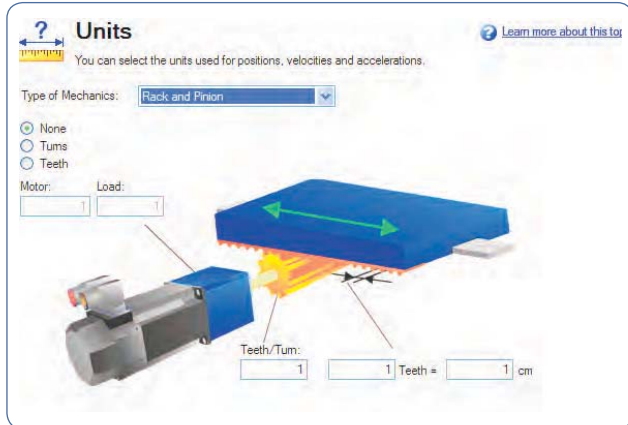 ?
Units
Learn more about this top
You can select the units used for positions, velocities and accelerations.
Type of Mechanics: Rack and Pinion
None
Turns
Teeth
Motor: Load:
1 1
Teeth/Turn:
1 1 Teeth = 1 cm